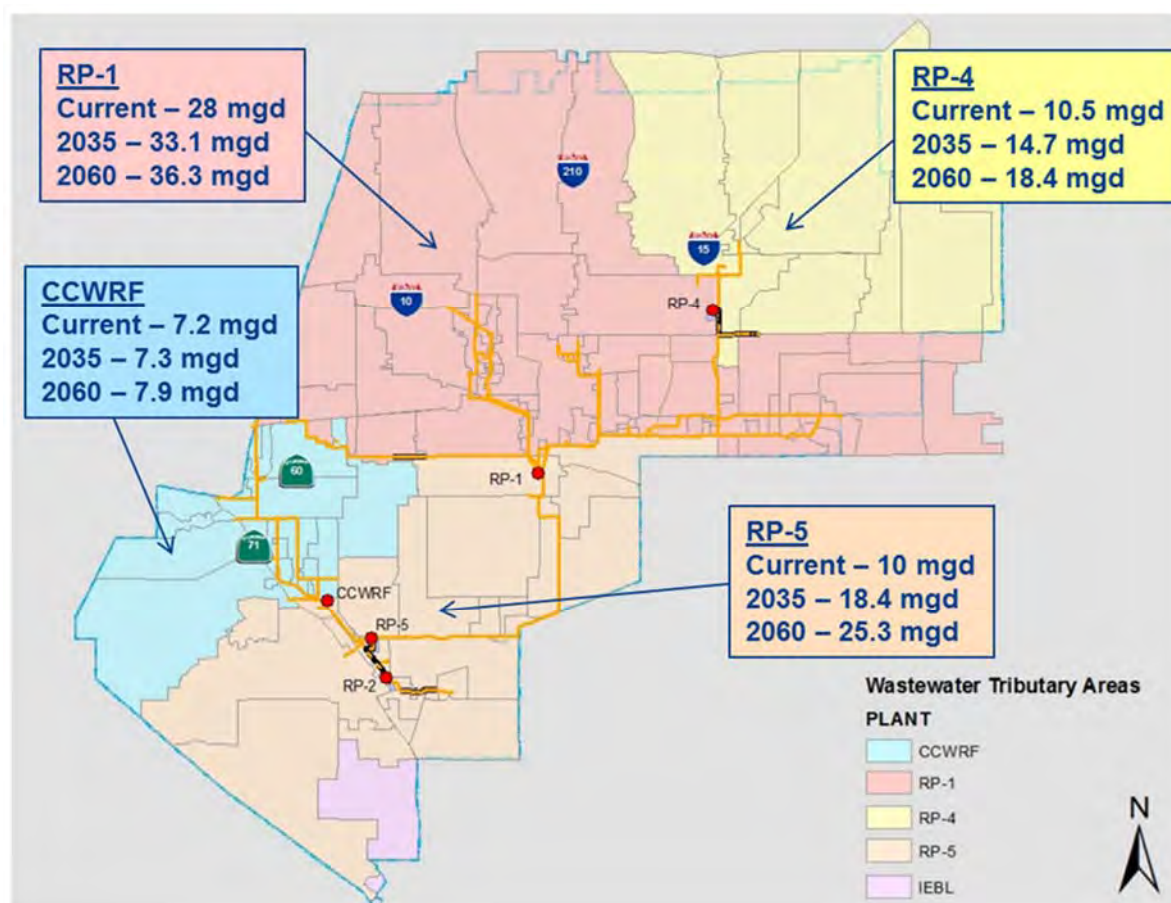 RP-1
Current – 28 mgd
2035 – 33.1 mgd
2060 – 36.3 mgd
RP-4
Current – 10.5 mgd
2035 – 14.7 mgd
2060 – 18.4 mgd
210
15
CCWRF
Current – 7.2 mgd
2035 – 7.3 mgd
2060 – 7.9 mgd
10
RP-4
60
RP-1
71
RP-5
Current – 10 mgd
2035 – 18.4 mgd
2060 – 25.3 mgd
CCWRF
RP-5
RP-2
Wastewater Tributary Areas
PLANT
CCWRF
RP-1
RP-4
RP-5
IEBL
N